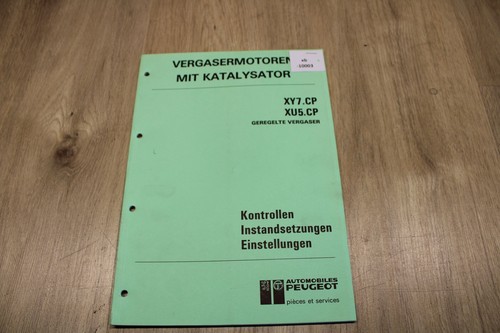 VERGASERMOTOREN
MIT KATALYSATOR
XY7.CP
XU5.CP
GEREGELTE VERGASER
Kontrollen
Instandsetzungen
Einstellungen
AUTOMOBILES
PEUGEOT
pièces et services